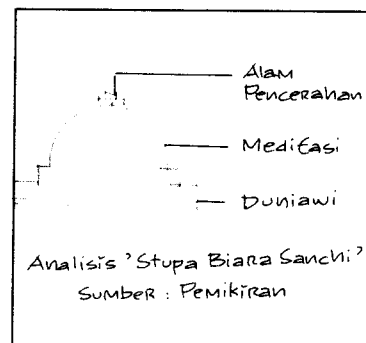 Alam
Pencerahan
Meditasi
Duniawi
Analisis 'Stupa Biara Sanchi'
Sumber : Pemikiran